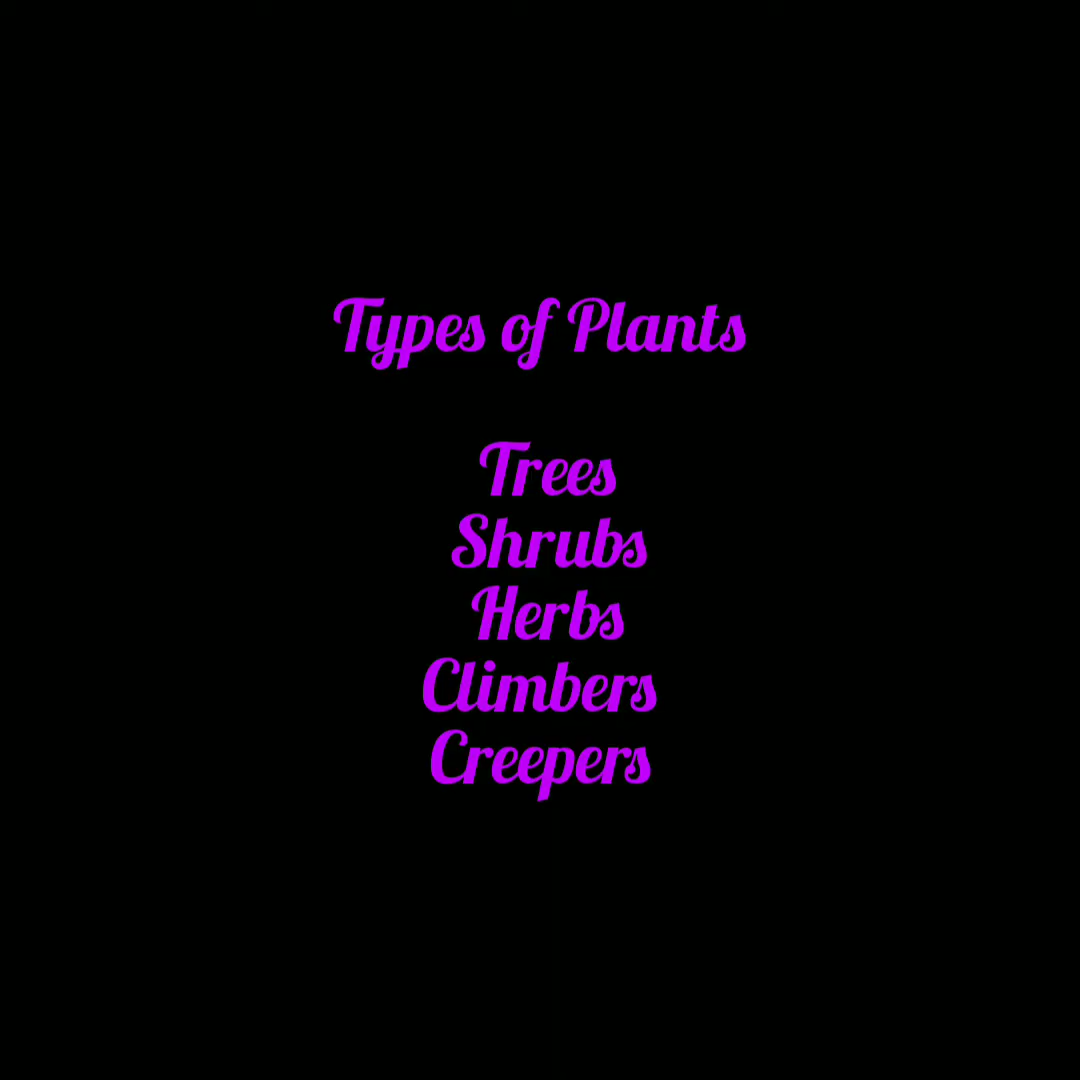 Types of Plants
Trees
Shrubs
Herbs
Climbers
Creepers